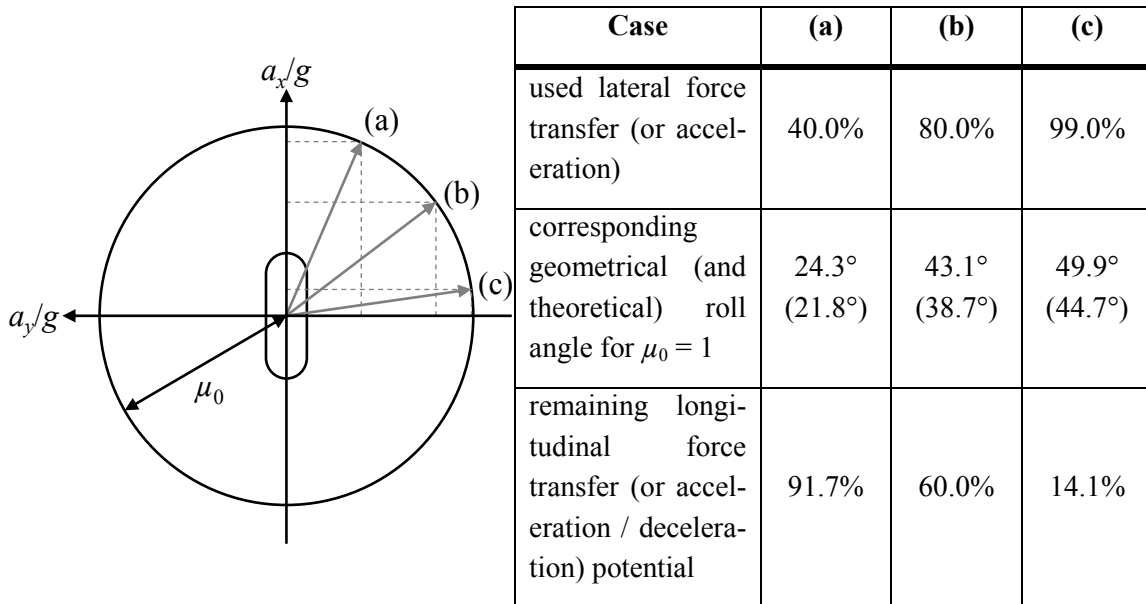 a_x/g
(a)
(b)
(c)
a_y/g
μ_0
Case (a) (b) (c)
used lateral force
transfer (or accel-
eration)
40.0% 80.0% 99.0%
corresponding
geometrical (and
theoretical) roll
angle for μ_0 = 1
24.3° 43.1° 49.9°
(21.8°) (38.7°) (44.7°)
remaining longi-
tudinal force
transfer (or accel-
eration / decelera-
tion) potential
91.7% 60.0% 14.1%